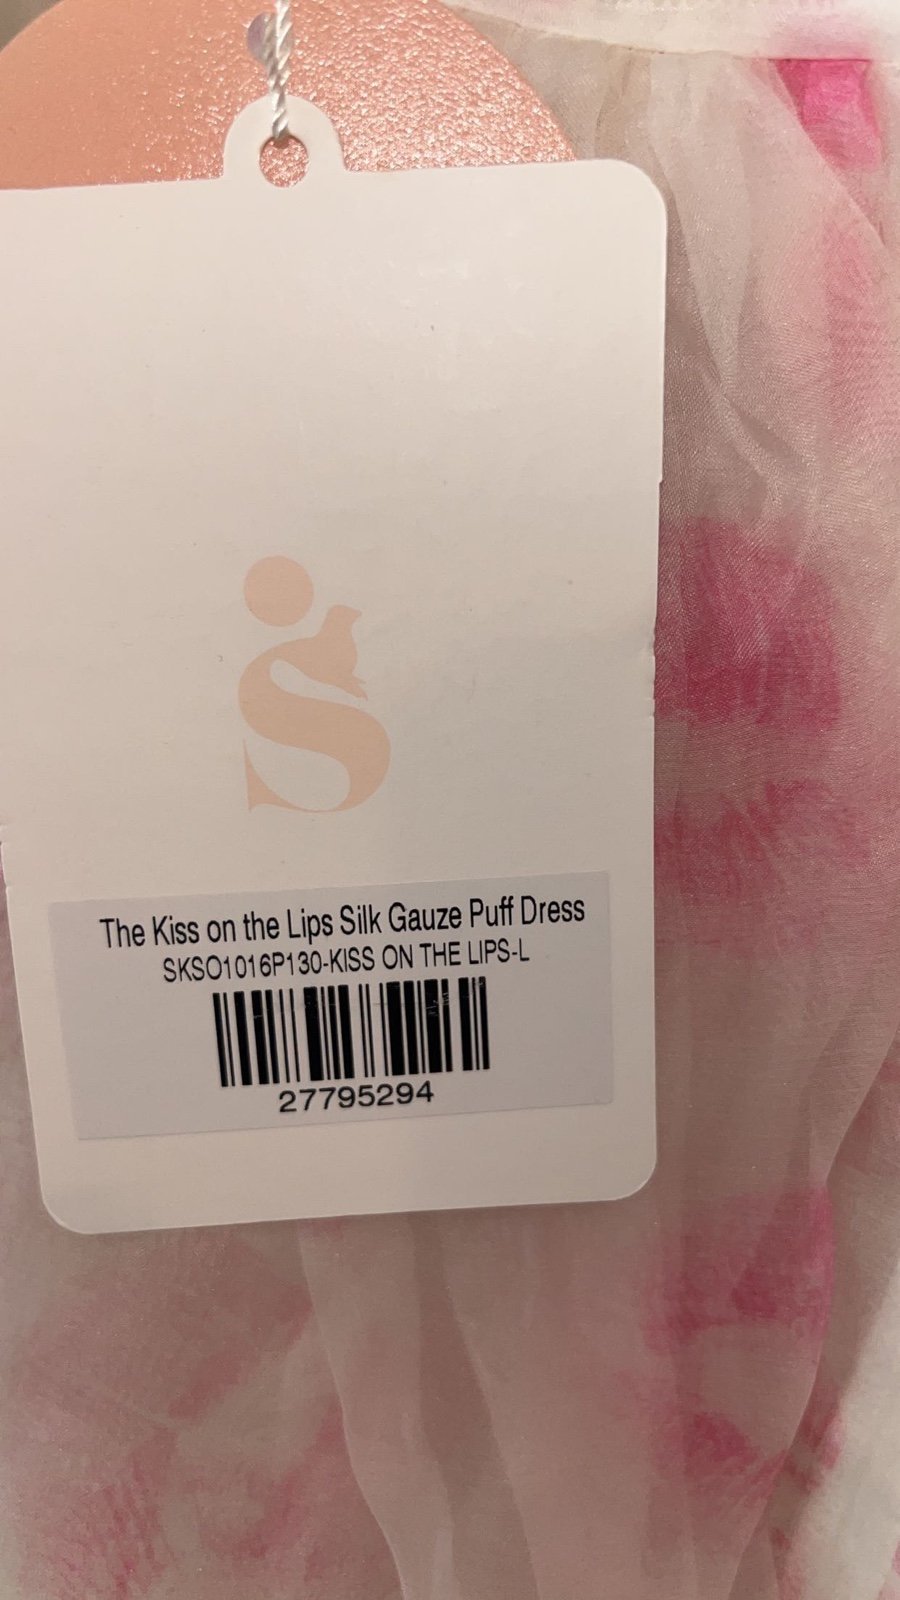 The Kiss on the Lips Silk Gauze Puff Dress
SKSO1016P130-KISS ON THE LIPS-L
27795294